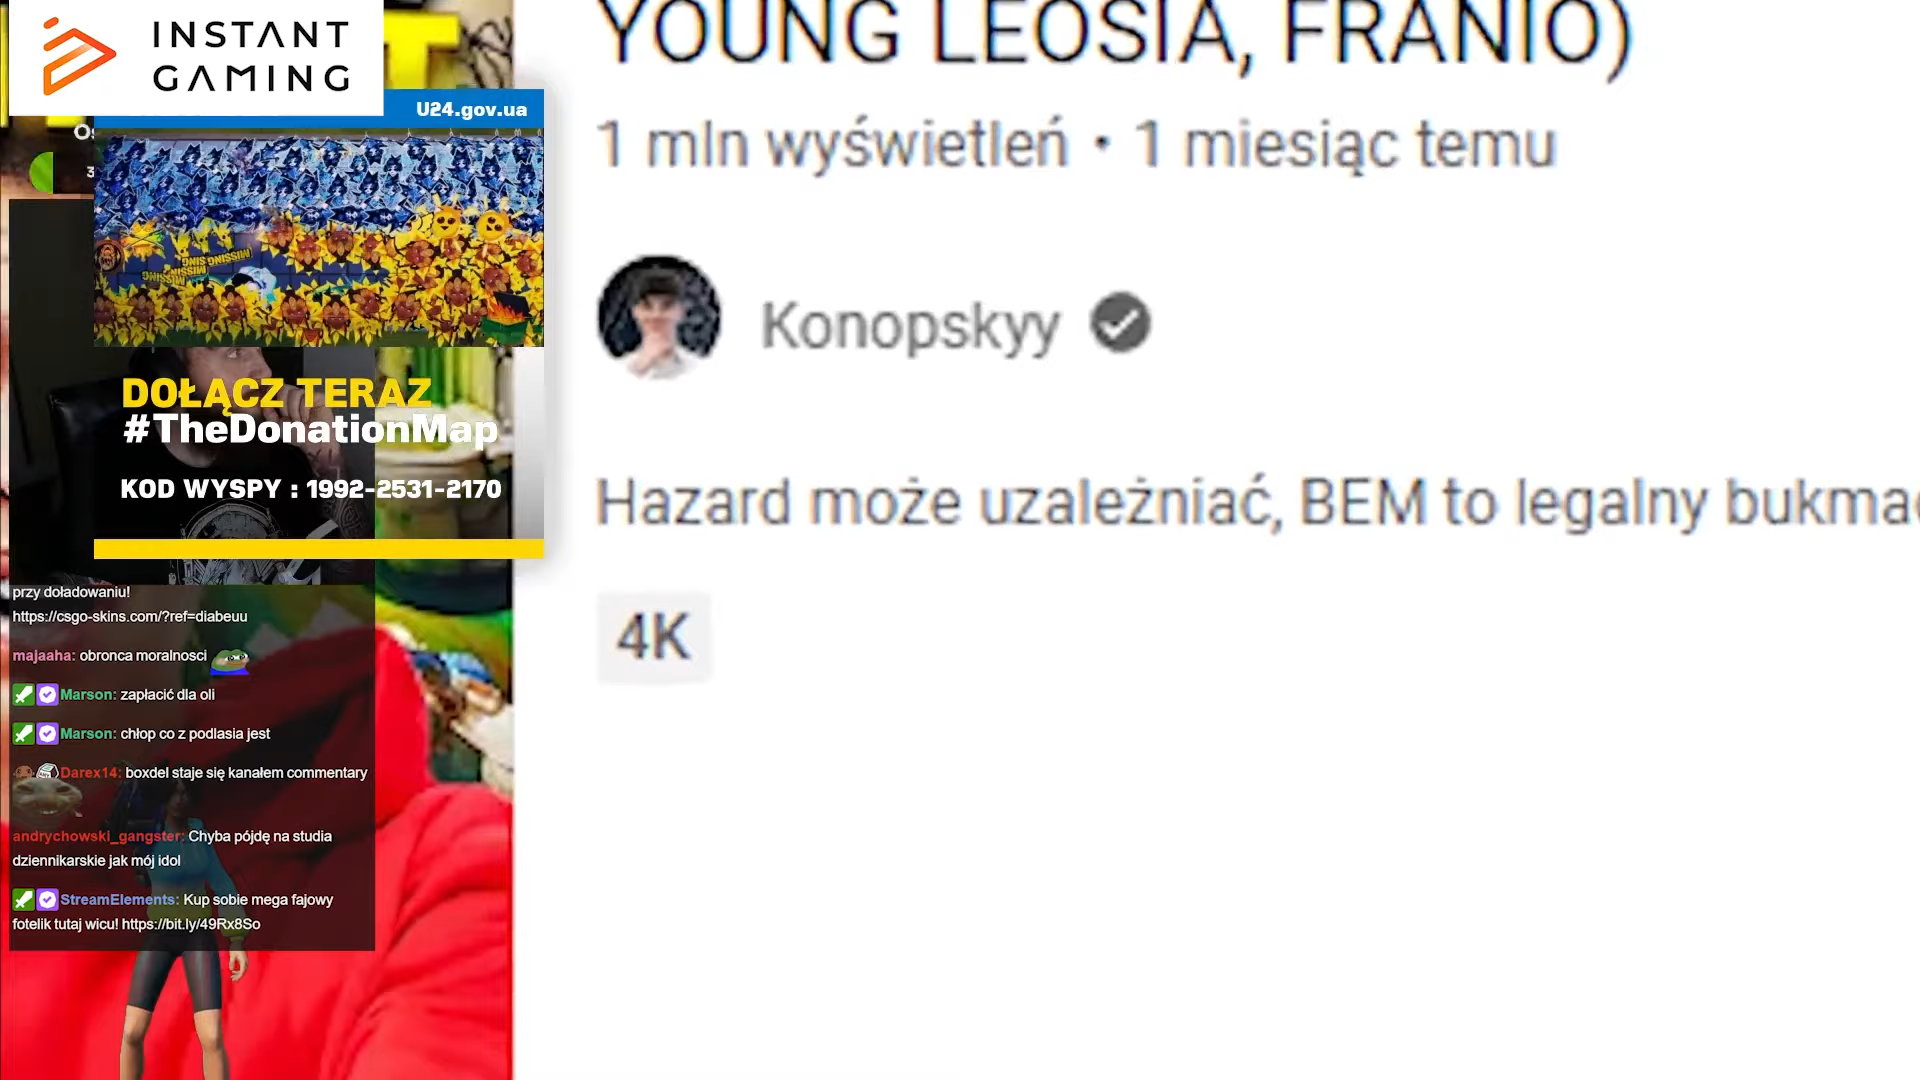 INSTANT
GAMING
U24.gov.ua
DOŁĄCZ TERAZ
#TheDonationMap
KOD WYSPY : 1992-2531-2170
przy doładowaniu!
https://csgo-skins.com/?ref=diabeuu
majaaha: obronca moralnosci
Marson: zapłacić dla oli
Marson: chłop co z podlasia jest
Darex14: boxdel staje się kanałem commentary
andrychowski_gangster: Chyba pójdę na studia
dziennikarskie jak mój idol
StreamElements: Kup sobie mega fajowy
fotelik tutaj wicu! https://bit.ly/49Rx8So
YOUNG LEOSIA, FRANIO)
1 mln wyświetleń • 1 miesiąc temu
Konopskyy
Hazard może uzależniać, BEM to legalny bukmac
4K